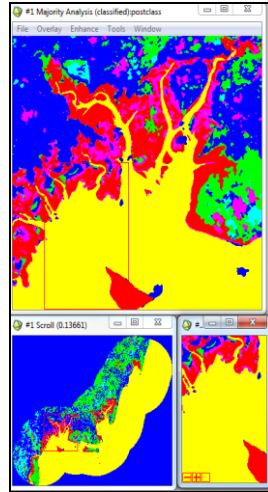 #1 Majority Analysis (classified):postclass
File Overlay Enhance Tools Window
#1 Scroll (0.13661)
#_